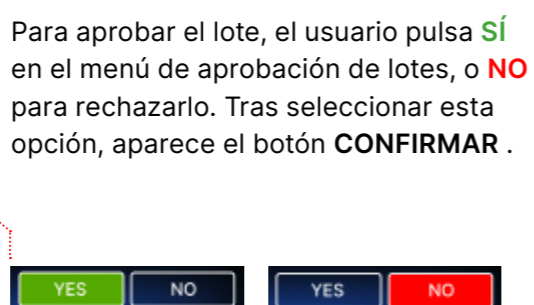 Para aprobar el lote, el usuario pulsa SÍ
en el menú de aprobación de lotes, o NO
para rechazarlo. Tras seleccionar esta
opción, aparece el botón CONFIRMAR .
YES NO YES NO